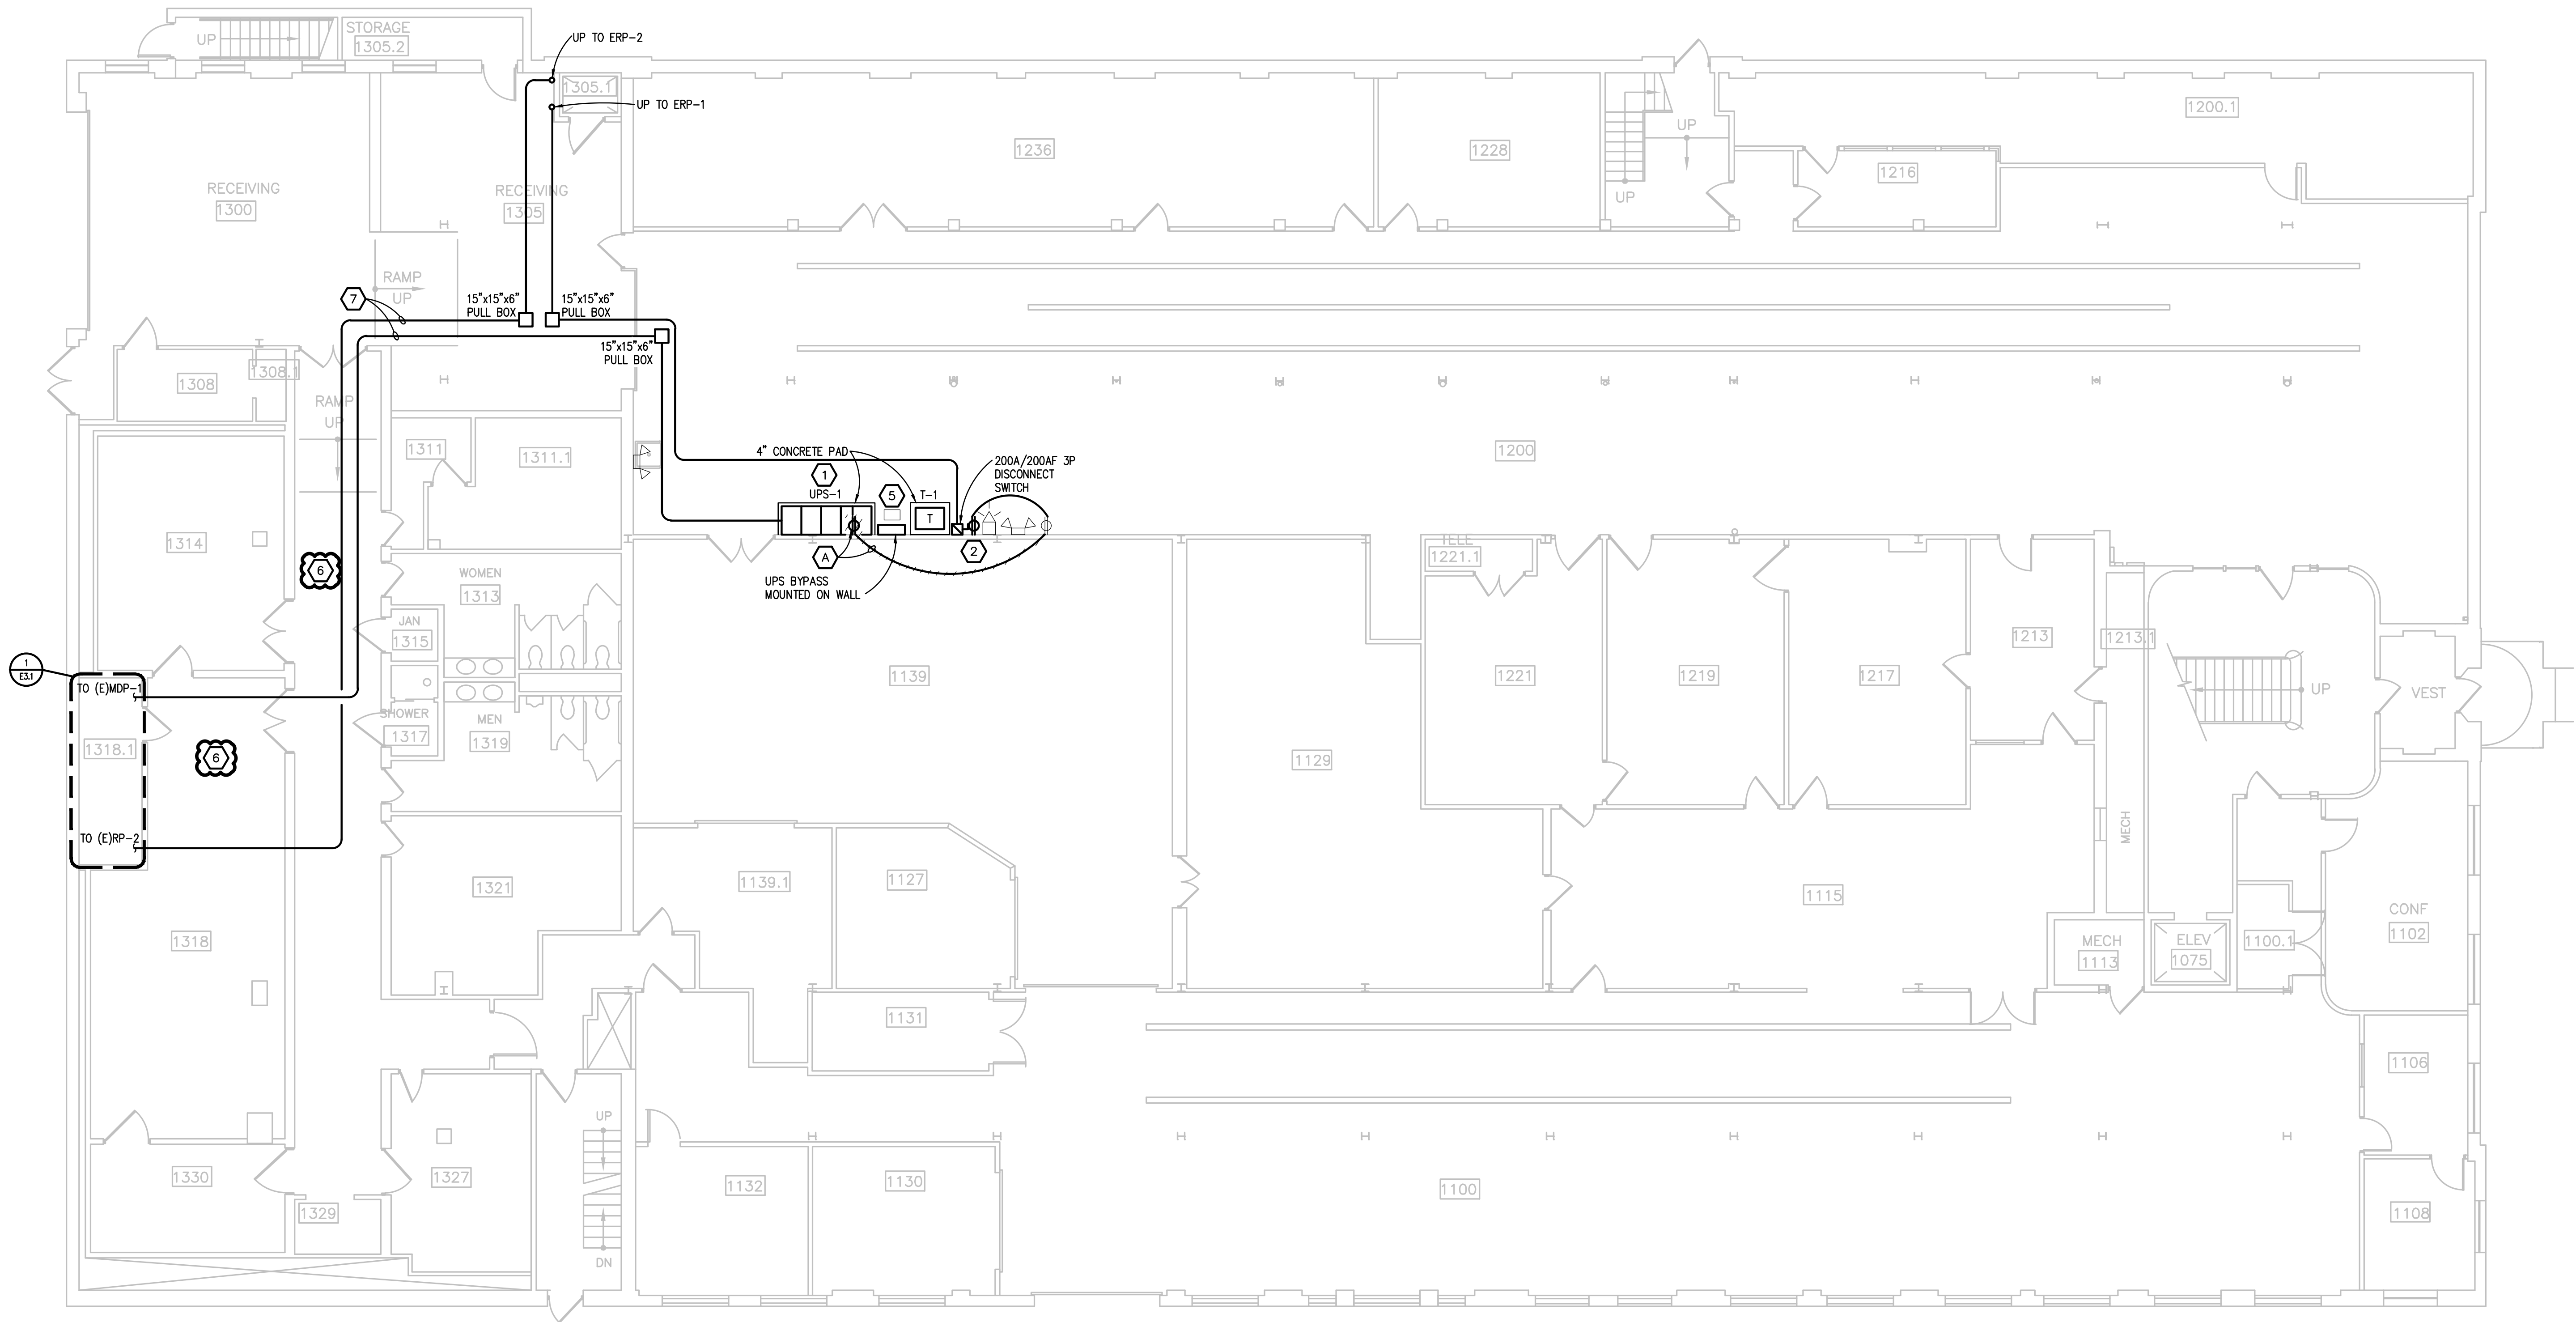 UP
STORAGE
1305.2
UP TO ERP-2
1305.1
UP TO ERP-1
1236
1228
UP
UP
1200.1
1216
RECEIVING
1300
RECEIVING
1305
RAMP
UP
7
15"x15"x6"
PULL BOX
15"x15"x6"
PULL BOX
15"x15"x6"
PULL BOX
1308
1308.1
RAMP
UP
1311
1311.1
1200
4" CONCRETE PAD
1
UPS-1
5
T-1
T
200A/200AF 3P
DISCONNECT
SWITCH
A
2
UPS BYPASS
MOUNTED ON WALL
1314
6
WOMEN
1313
JAN
1315
TELE
1221.1
1213
1213.1
1
E3.1
TO (E)MDP-1
1139
1221
1219
1217
UP
VEST
SHOWER
1317
MEN
1319
1318.1
6
1129
TO (E)RP-2
MECH
1321
1139.1
1127
1115
CONF
1102
1318
MECH
1113
ELEV
1075
1100.1
1131
1106
UP
1330
1327
1132
1130
1100
1329
1108
DN